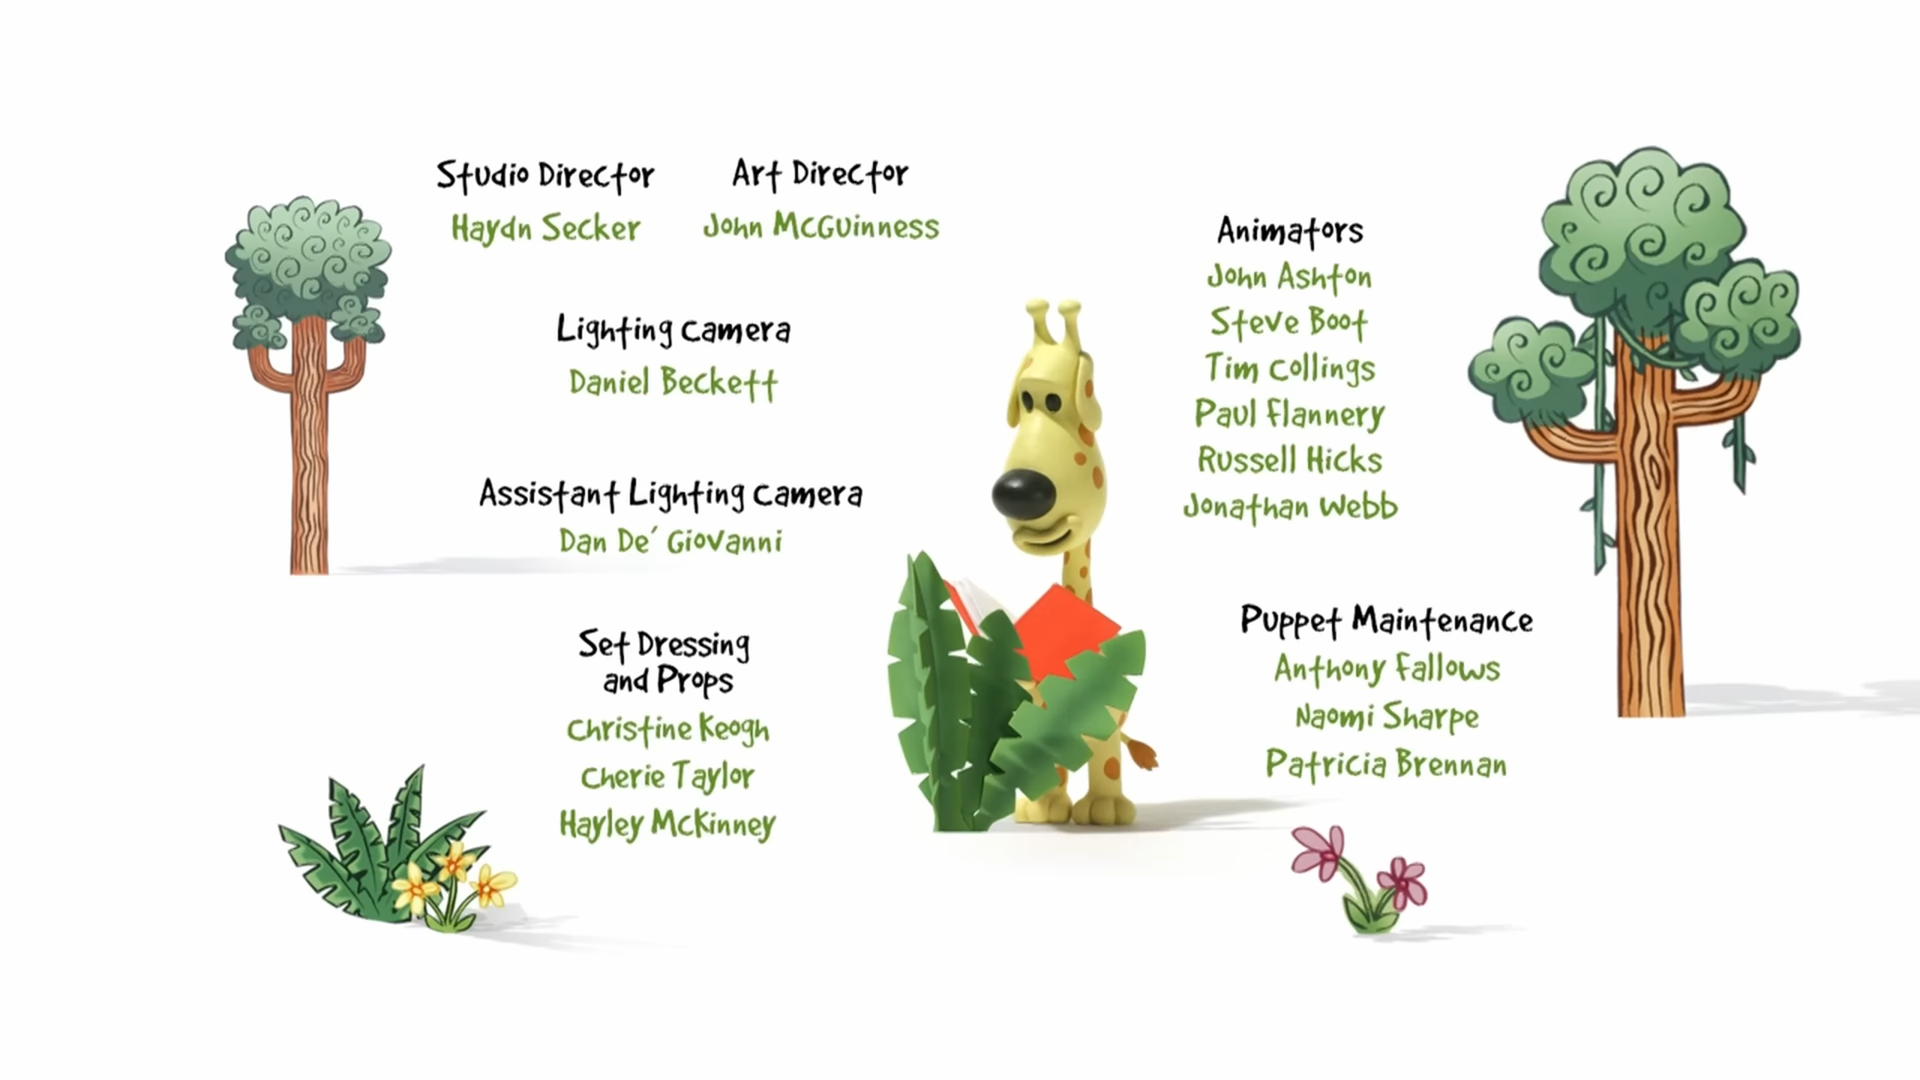 Studio Director
Haydn Secker
Art Director
John McGuinness
Lighting Camera
Daniel Beckett
Assistant Lighting Camera
Dan De' Giovanni
Set Dressing
and Props
Christine Keogh
Cherie Taylor
Hayley McKinney
Animators
John Ashton
Steve Boot
Tim Collings
Paul Flannery
Russell Hicks
Jonathan Webb
Puppet Maintenance
Anthony Fallows
Naomi Sharpe
Patricia Brennan